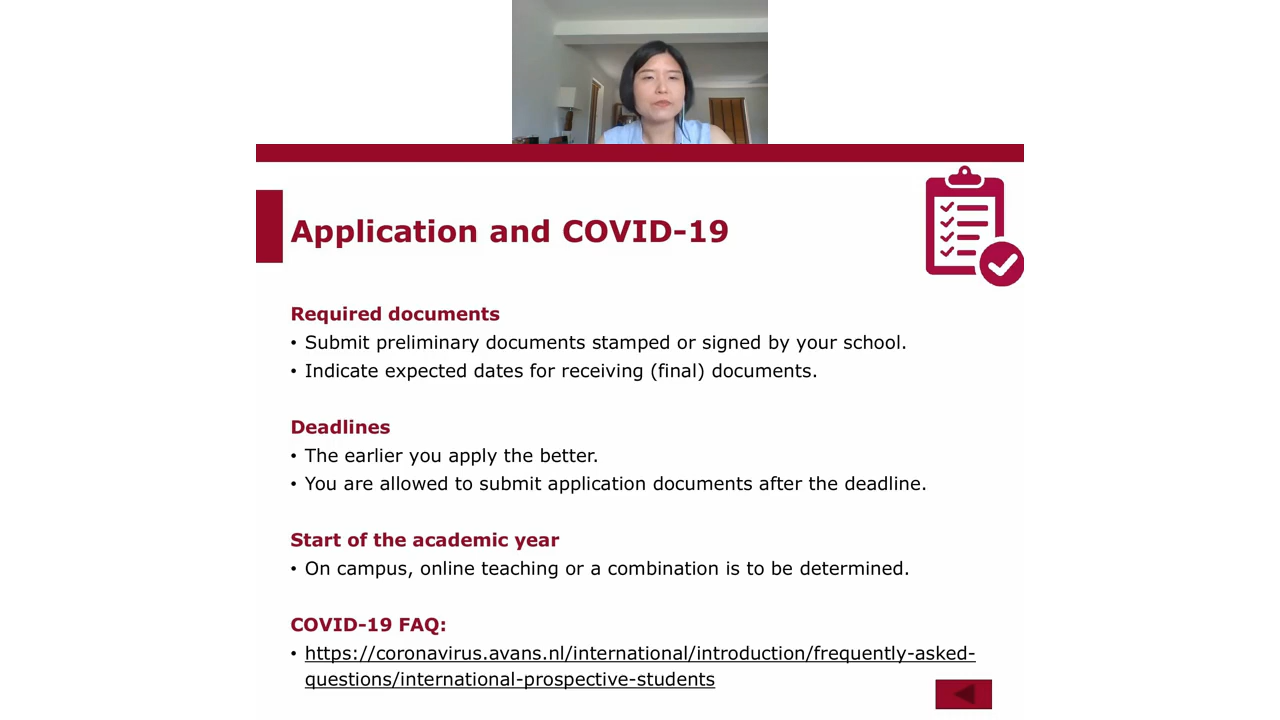 Application and COVID-19
Required documents
• Submit preliminary documents stamped or signed by your school.
• Indicate expected dates for receiving (final) documents.
Deadlines
• The earlier you apply the better.
• You are allowed to submit application documents after the deadline.
Start of the academic year
• On campus, online teaching or a combination is to be determined.
COVID-19 FAQ:
• https://coronavirus.avans.nl/international/introduction/frequently-asked-
questions/international-prospective-students